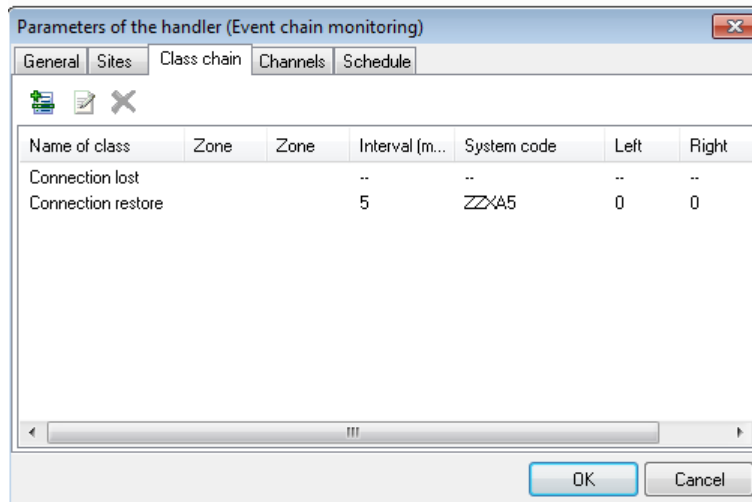 Parameters of the handler (Event chain monitoring)
General Sites Class chain Channels Schedule
Name of class Zone Zone Interval (m... System code Left Right
Connection lost -- -- -- --
Connection restore 5 ZZXA5 0 0
OK Cancel